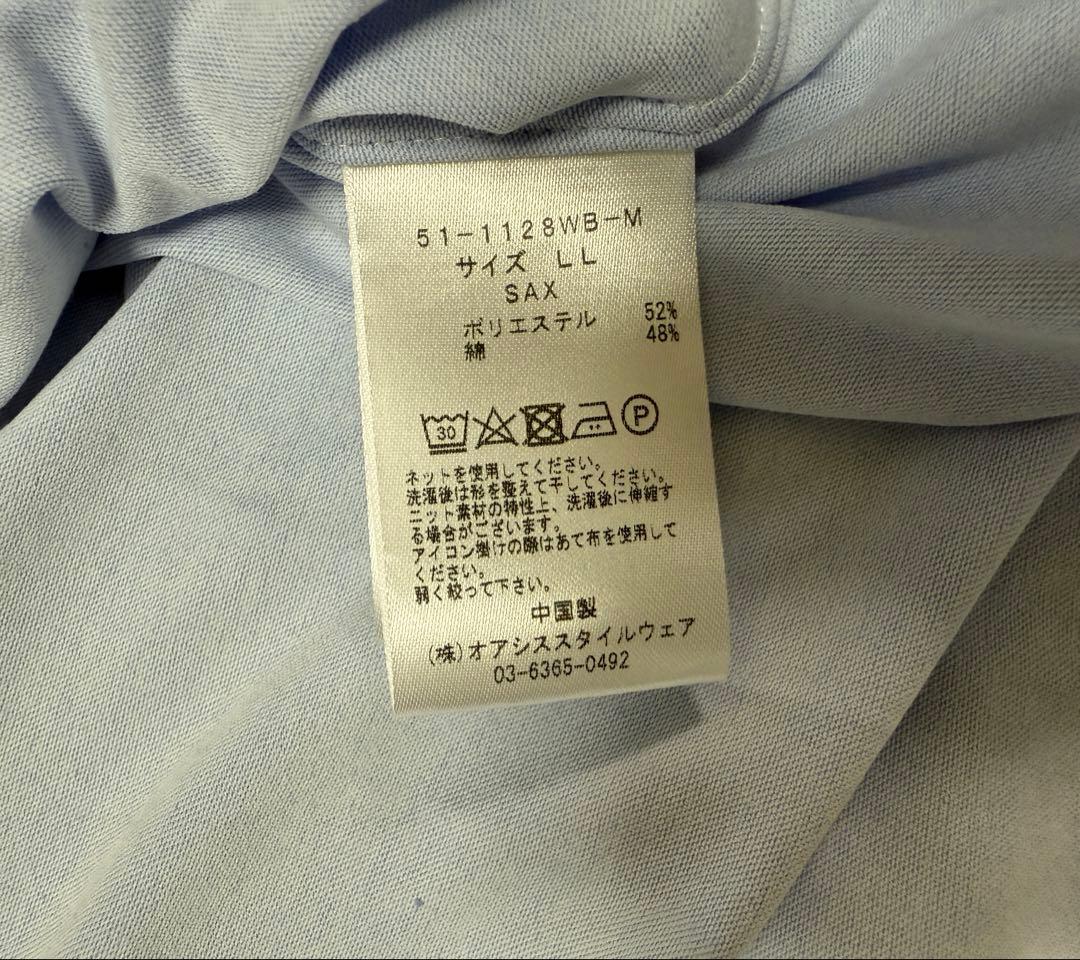 51-1128WB-M
サイズ LL
SAX
ポリエステル 52%
綿 48%
30 P
ネットを使用してください。
洗濯後は形を整えて干してください。
ニット素材の特性上、洗濯後に伸縮す
る場合がございます。
アイロン掛けの際はあて布を使用して
ください。
弱く絞って下さい。
中国製
(株)オアシススタイルウェア
03-6365-0492